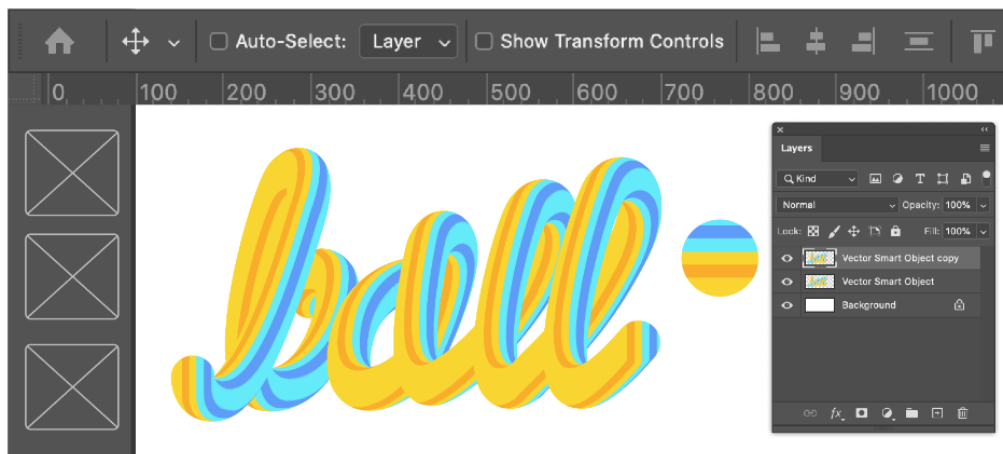 Auto-Select: Layer Show Transform Controls
0 100 200 300 400 500 600 700 800 900 1000
Layers
Kind
Normal Opacity: 100%
Lock: Fill: 100%
Vector Smart Object copy
Vector Smart Object
Background
fx